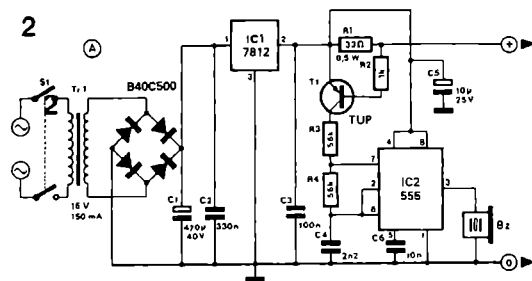 2
A
S1
Tr1
16 V
150 mA
B40C500
C1
470µ
40V
C2
330n
1
IC1
7812
2
3
C3
100n
R1
33Ω
0,5 W
R2
1k
T1
TUP
R3
56k
R4
56k
C4
2n2
C5
10µ
25V
4
8
7
2
6
IC2
555
3
5
1
C6
10n
Bz
+
0